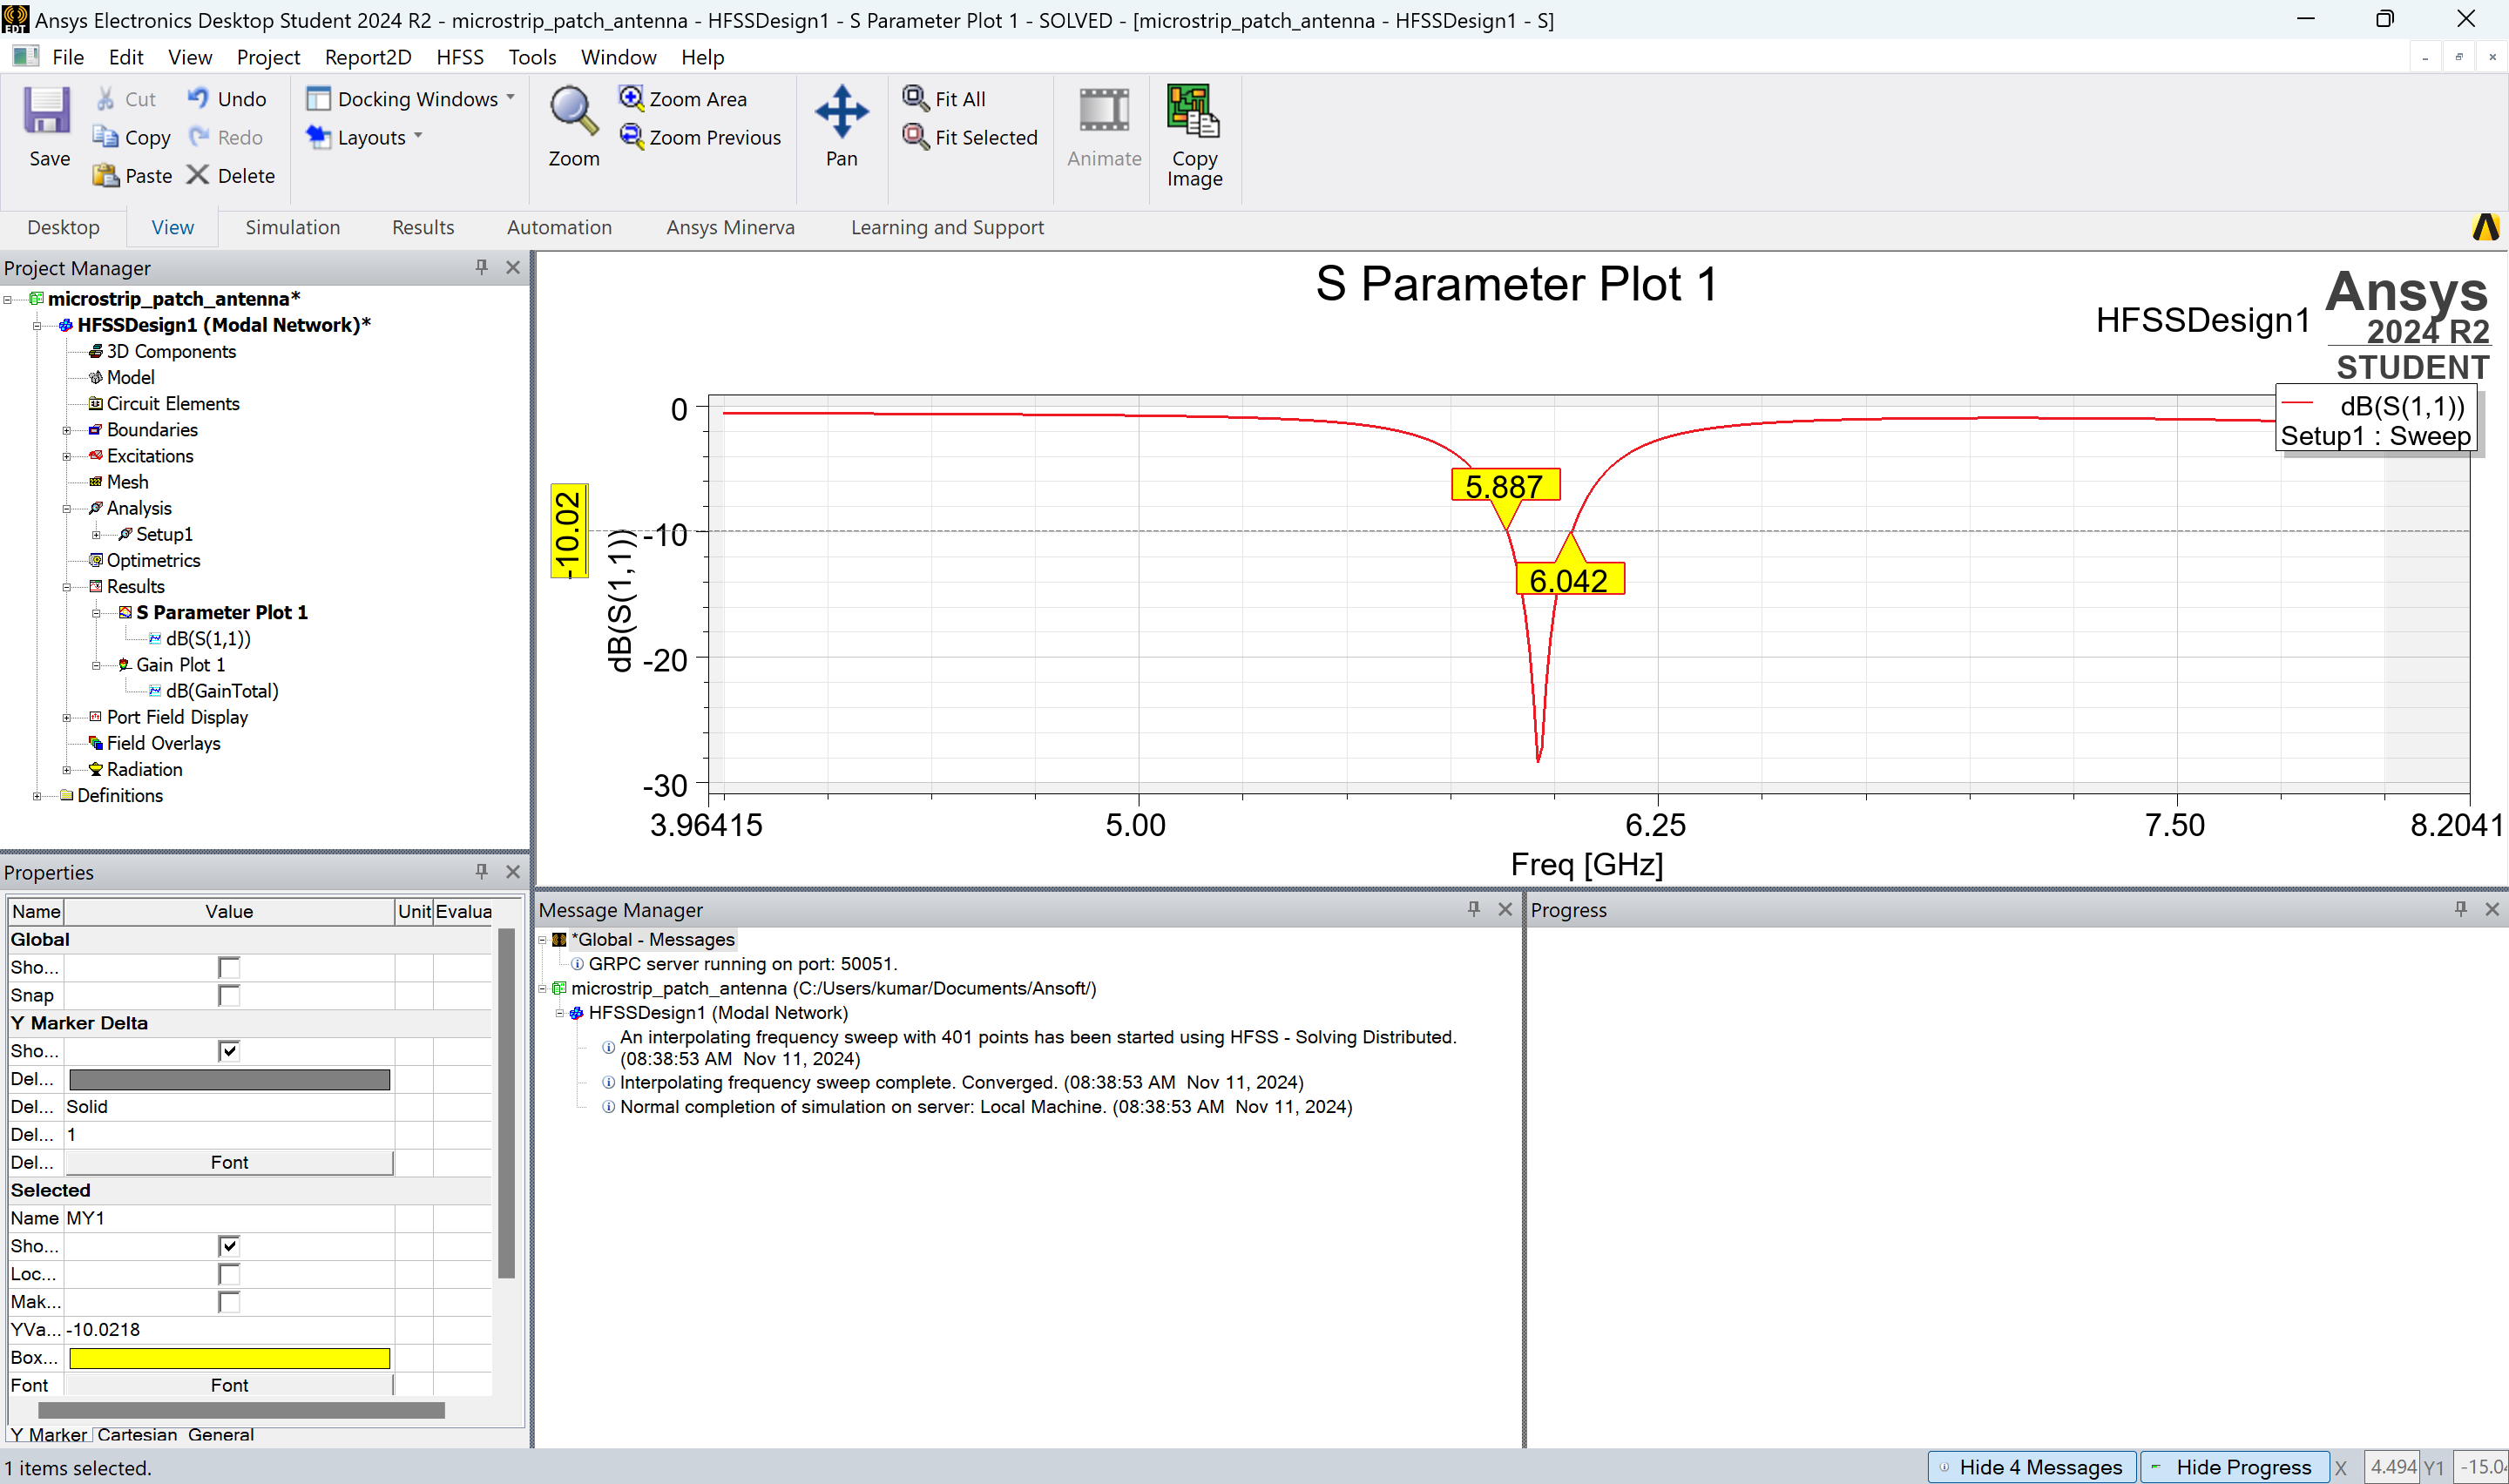 Ansys Electronics Desktop Student 2024 R2 - microstrip_patch_antenna - HFSSDesign1 - S Parameter Plot 1 - SOLVED - [microstrip_patch_antenna - HFSSDesign1 - S]
File Edit View Project Report2D HFSS Tools Window Help
Save Cut Copy Paste Undo Redo Delete
Docking Windows
Layouts
Zoom
Zoom Area
Zoom Previous
Pan
Fit All
Fit Selected
Animate
Copy
Image
Desktop View Simulation Results Automation Ansys Minerva Learning and Support
Project Manager
microstrip_patch_antenna*
HFSSDesign1 (Modal Network)*
3D Components
Model
Circuit Elements
Boundaries
Excitations
Mesh
Analysis
Setup1
Optimetrics
Results
S Parameter Plot 1
dB(S(1,1))
Gain Plot 1
dB(GainTotal)
Port Field Display
Field Overlays
Radiation
Definitions
S Parameter Plot 1
HFSSDesign1
Ansys
2024 R2
STUDENT
dB(S(1,1))
Setup1 : Sweep
0
-10
-20
-30
-10.02
dB(S(1,1))
5.887
6.042
3.96415 5.00 6.25 7.50 8.2041
Freq [GHz]
Properties
Name Value Unit Evalua
Global
Sho...
Snap
Y Marker Delta
Sho...
Del...
Del... Solid
Del... 1
Del... Font
Selected
Name MY1
Sho...
Loc...
Mak...
YVa... -10.0218
Box...
Font Font
Y Marker Cartesian General
Message Manager
*Global - Messages
GRPC server running on port: 50051.
microstrip_patch_antenna (C:/Users/kumar/Documents/Ansoft/)
HFSSDesign1 (Modal Network)
An interpolating frequency sweep with 401 points has been started using HFSS - Solving Distributed.
(08:38:53 AM Nov 11, 2024)
Interpolating frequency sweep complete. Converged. (08:38:53 AM Nov 11, 2024)
Normal completion of simulation on server: Local Machine. (08:38:53 AM Nov 11, 2024)
Progress
1 items selected.
Hide 4 Messages Hide Progress X 4.494 Y1